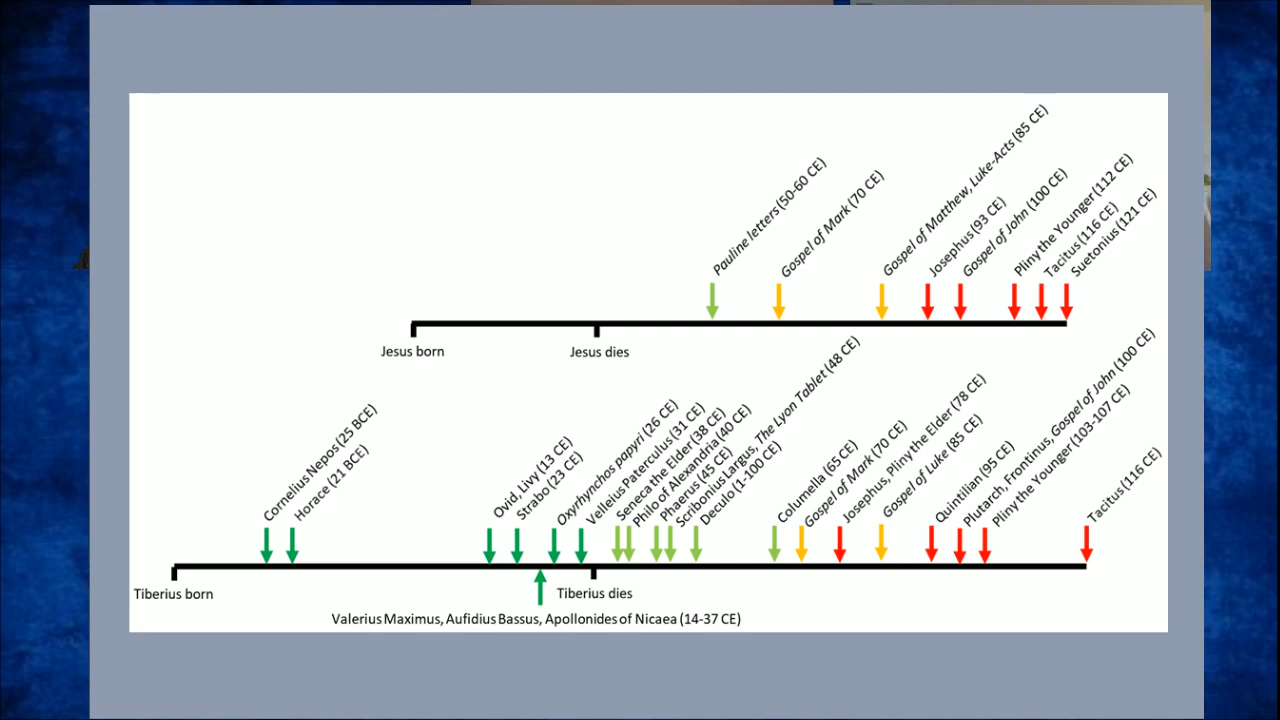 Pauline letters (50-60 CE)
Gospel of Mark (70 CE)
Gospel of Matthew, Luke-Acts (85 CE)
Josephus (93 CE)
Gospel of John (100 CE)
Pliny the Younger (112 CE)
Tacitus (116 CE)
Suetonius (121 CE)
Jesus born
Jesus dies
Cornelius Nepos (25 BCE)
Horace (21 BCE)
Ovid, Livy (13 CE)
Strabo (23 CE)
Oxyrhynchos papyri (26 CE)
Velleius Paterculus (31 CE)
Seneca the Elder (38 CE)
Philo of Alexandria (40 CE)
Phaerus (45 CE)
Scribonius Largus, The Lyon Tablet (48 CE)
Deculo (1-100 CE)
Columella (65CE)
Gospel of Mark (70 CE)
Josephus, Pliny the Elder (78 CE)
Gospel of Luke (85 CE)
Quintilian (95 CE)
Plutarch, Frontinus, Gospel of John (100 CE)
Pliny the Younger (103-107 CE)
Tacitus (116 CE)
Tiberius born
Tiberius dies
Valerius Maximus, Aufidius Bassus, Apollonides of Nicaea (14-37 CE)